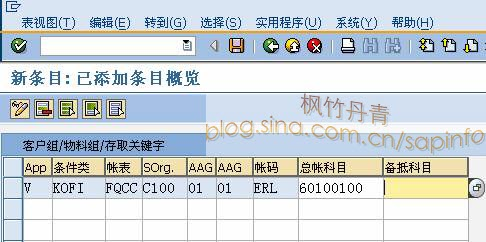 表视图(T) 编辑(E) 转到(G) 选择(S) 实用程序(U) 系统(Y) 帮助(H)
新条目: 已添加条目概览
枫竹丹青
blog.sina.com.cn/sapinfo
客户组/物料组/存取关键字
App 条件类 帐表 SOrg. AAG AAG 帐码 总帐科目 备抵科目
V KOFI FQCC C100 01 01 ERL 60100100